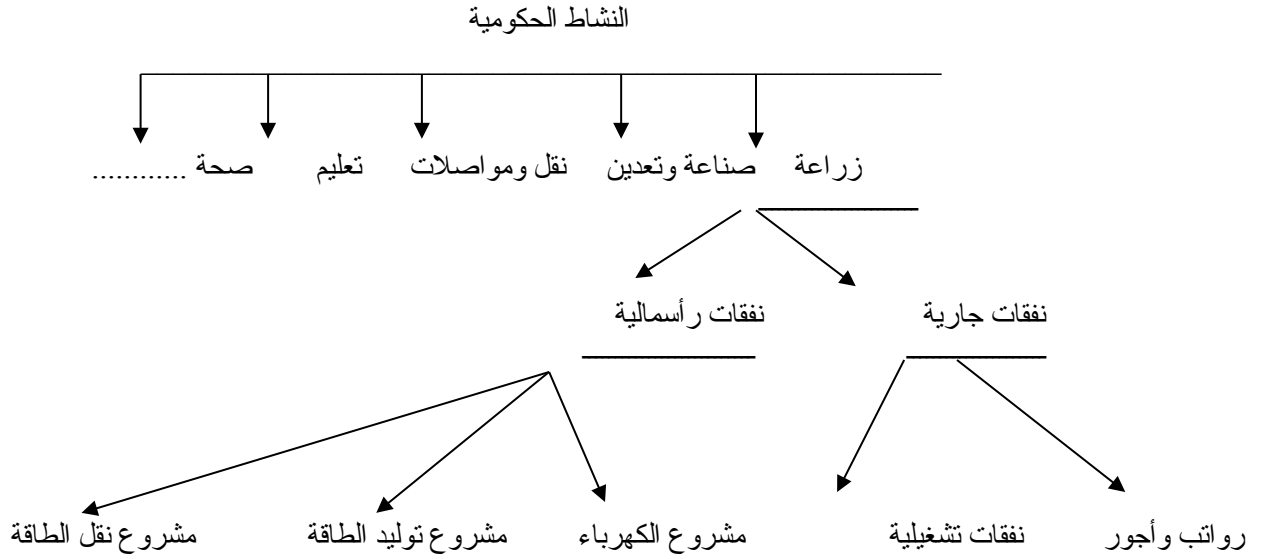 النشاط الحكومية
زراعة صناعة وتعدين نقل ومواصلات تعليم صحة ............
نفقات جارية نفقات رأسمالية
رواتب وأجور نفقات تشغيلية مشروع الكهرباء مشروع توليد الطاقة مشروع نقل الطاقة